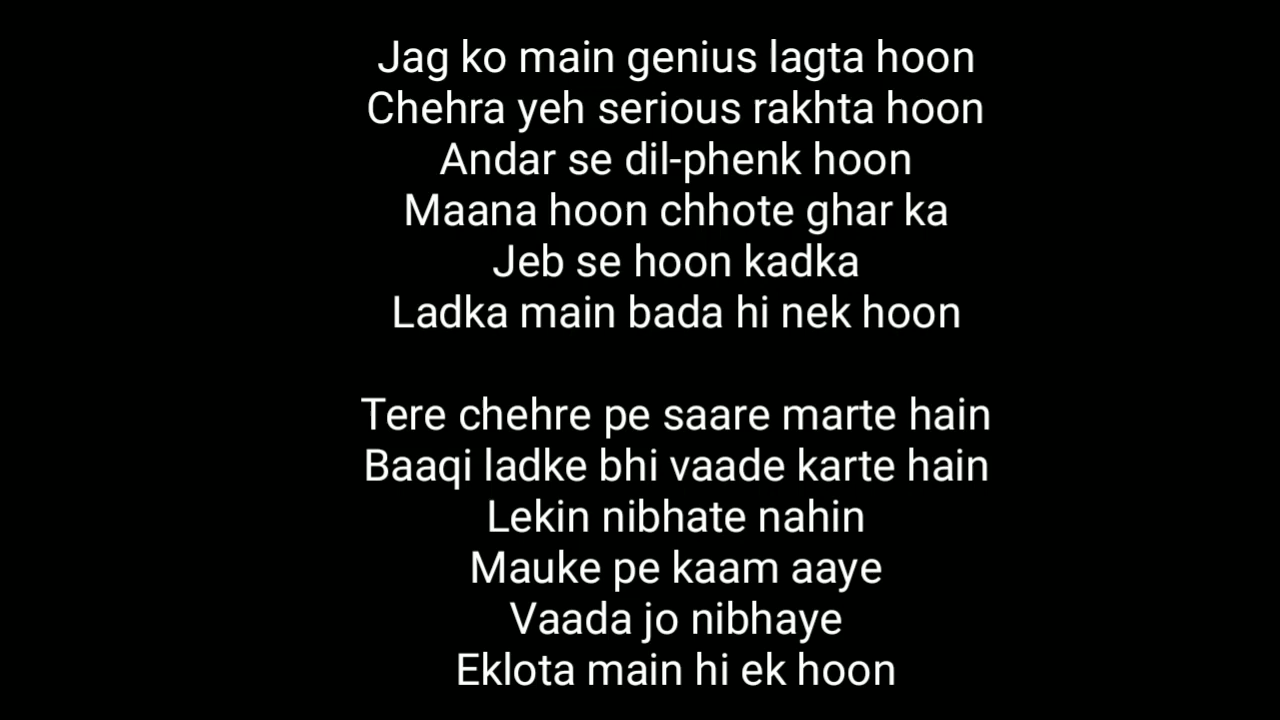 Jag ko main genius lagta hoon
Chehra yeh serious rakhta hoon
Andar se dil-phenk hoon
Maana hoon chhote ghar ka
Jeb se hoon kadka
Ladka main bada hi nek hoon
Tere chehre pe saare marte hain
Baaqi ladke bhi vaade karte hain
Lekin nibhate nahin
Mauke pe kaam aaye
Vaada jo nibhaye
Eklota main hi ek hoon